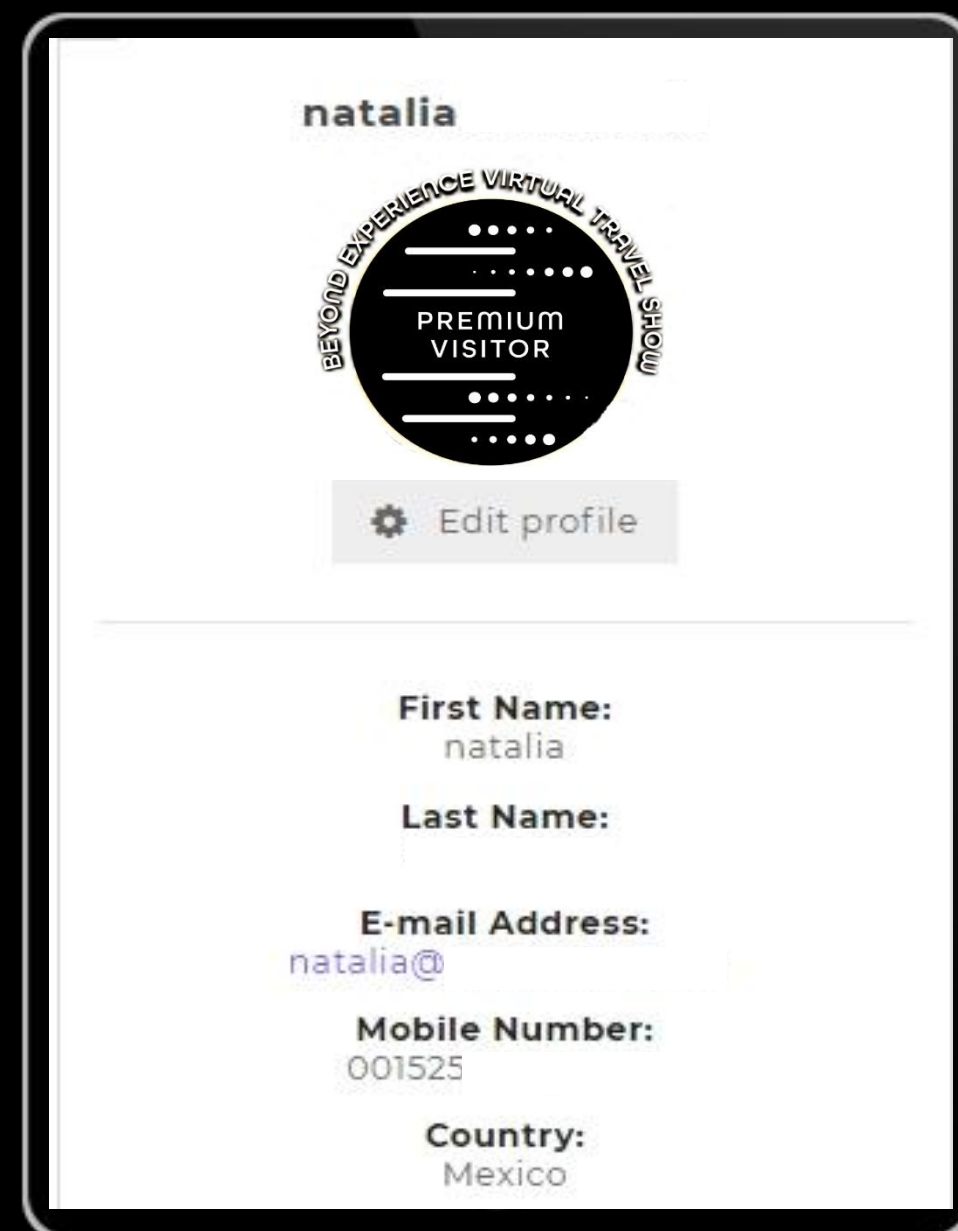 natalia
BEYOND EXPERIENCE VIRTUAL TRAVEL SHOW
PREMIUM
VISITOR
Edit profile
First Name:
natalia
Last Name:
E-mail Address:
natalia@
Mobile Number:
001525
Country:
Mexico